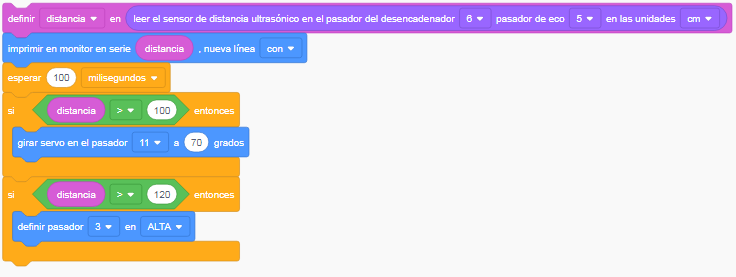 definir distancia en leer el sensor de distancia ultrasónico en el pasador del desencadenador 6 pasador de eco 5 en las unidades cm
imprimir en monitor en serie distancia , nueva línea con
esperar 100 milisegundos
si distancia > 100 entonces
girar servo en el pasador 11 a 70 grados
si distancia > 120 entonces
definir pasador 3 en ALTA